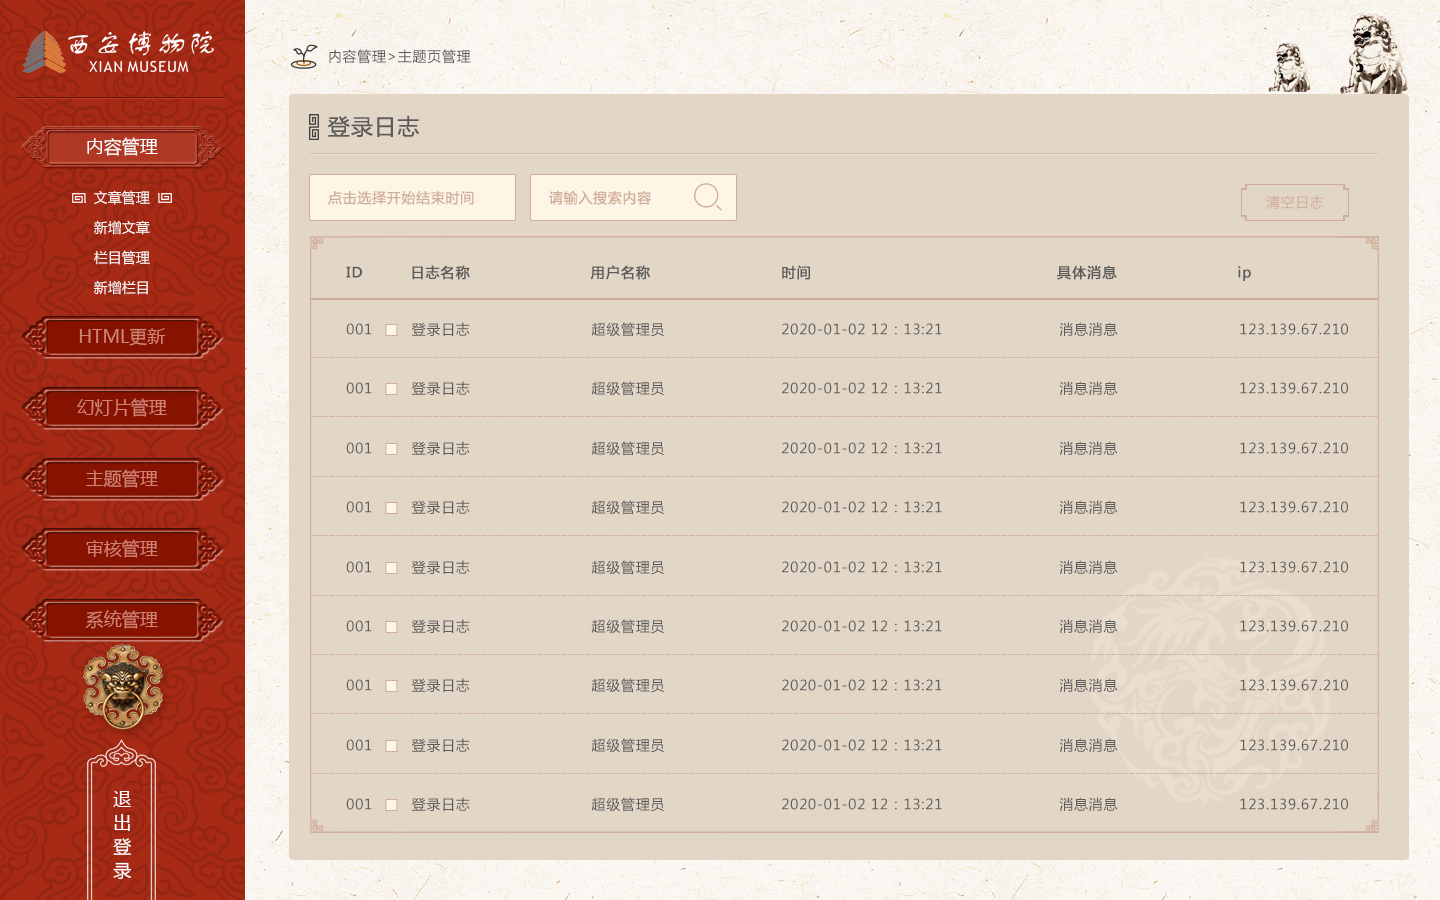 西安博物院
XIAN MUSEUM
内容管理
文章管理
新增文章
栏目管理
新增栏目
HTML更新
幻灯片管理
主题管理
审核管理
系统管理
退出登录
内容管理>主题页管理
登录日志
点击选择开始结束时间 请输入搜索内容 清空日志
ID 日志名称 用户名称 时间 具体消息 ip
001 登录日志 超级管理员 2020-01-02 12：13:21 消息消息 123.139.67.210
001 登录日志 超级管理员 2020-01-02 12：13:21 消息消息 123.139.67.210
001 登录日志 超级管理员 2020-01-02 12：13:21 消息消息 123.139.67.210
001 登录日志 超级管理员 2020-01-02 12：13:21 消息消息 123.139.67.210
001 登录日志 超级管理员 2020-01-02 12：13:21 消息消息 123.139.67.210
001 登录日志 超级管理员 2020-01-02 12：13:21 消息消息 123.139.67.210
001 登录日志 超级管理员 2020-01-02 12：13:21 消息消息 123.139.67.210
001 登录日志 超级管理员 2020-01-02 12：13:21 消息消息 123.139.67.210
001 登录日志 超级管理员 2020-01-02 12：13:21 消息消息 123.139.67.210